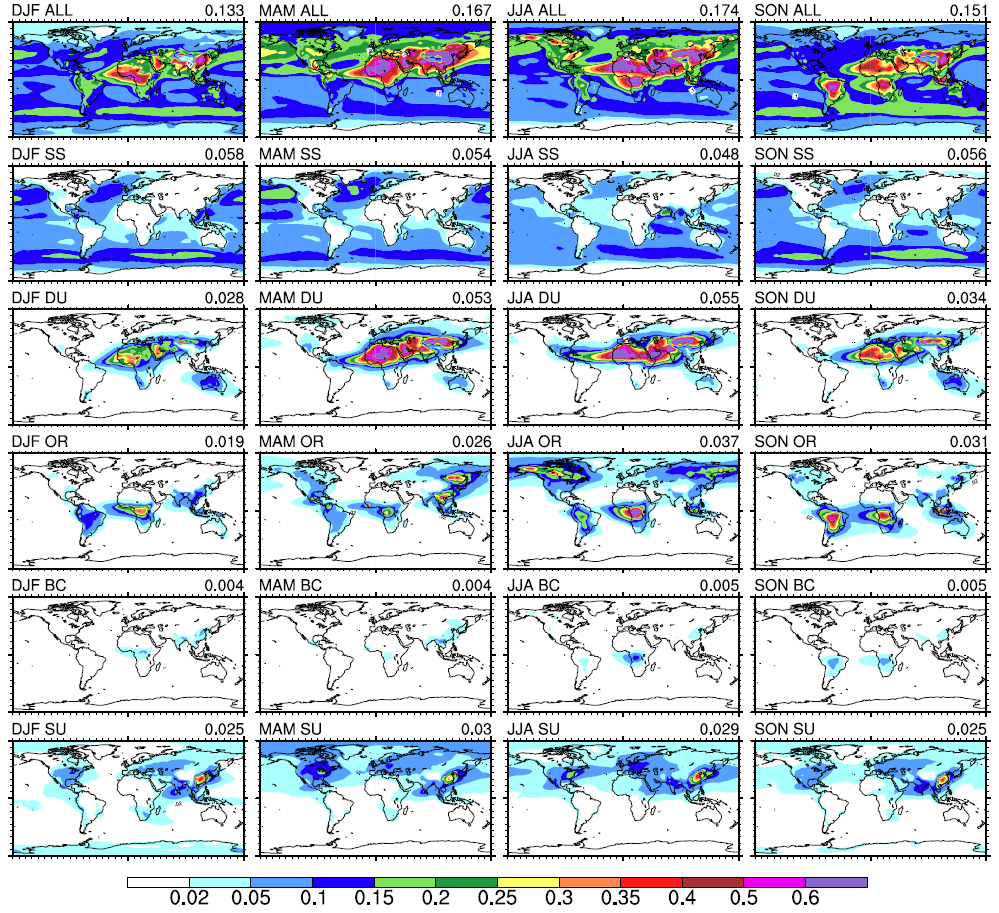 DJF ALL 0.133 MAM ALL 0.167 JJA ALL 0.174 SON ALL 0.151
DJF SS 0.058 MAM SS 0.054 JJA SS 0.048 SON SS 0.056
DJF DU 0.028 MAM DU 0.053 JJA DU 0.055 SON DU 0.034
DJF OR 0.019 MAM OR 0.026 JJA OR 0.037 SON OR 0.031
DJF BC 0.004 MAM BC 0.004 JJA BC 0.005 SON BC 0.005
DJF SU 0.025 MAM SU 0.03 JJA SU 0.029 SON SU 0.025
0.02 0.05 0.1 0.15 0.2 0.25 0.3 0.35 0.4 0.5 0.6